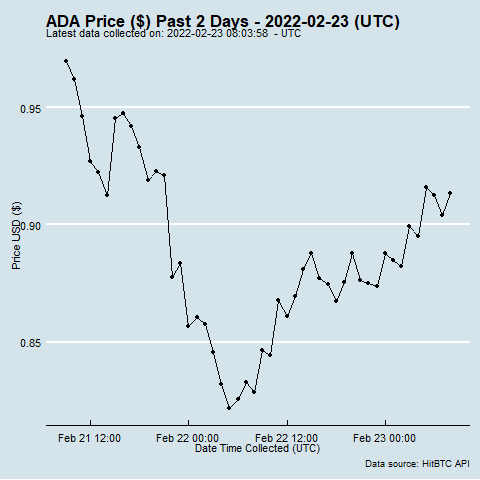 ADA Price ($) Past 2 Days - 2022-02-23 (UTC)
Latest data collected on: 2022-02-23 08:03:58 - UTC
0.95
0.90
0.85
Price USD ($)
Feb 21 12:00
Feb 22 00:00
Feb 22 12:00
Feb 23 00:00
Date Time Collected (UTC)
Data source: HitBTC API